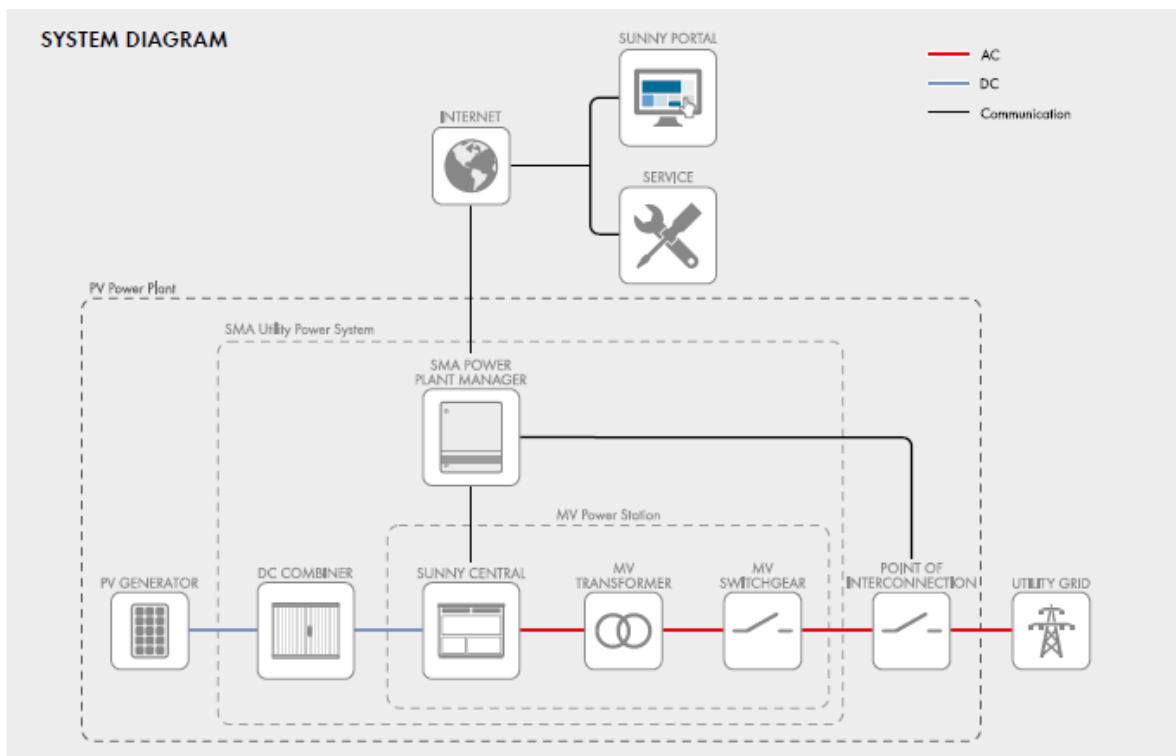 SYSTEM DIAGRAM
SUNNY PORTAL
AC
DC
Communication
INTERNET
SERVICE
PV Power Plant
SMA Utility Power System
SMA POWER
PLANT MANAGER
MV Power Station
PV GENERATOR
DC COMBINER
SUNNY CENTRAL
MV
TRANSFORMER
MV
SWITCHGEAR
POINT OF
INTERCONNECTION
UTILITY GRID